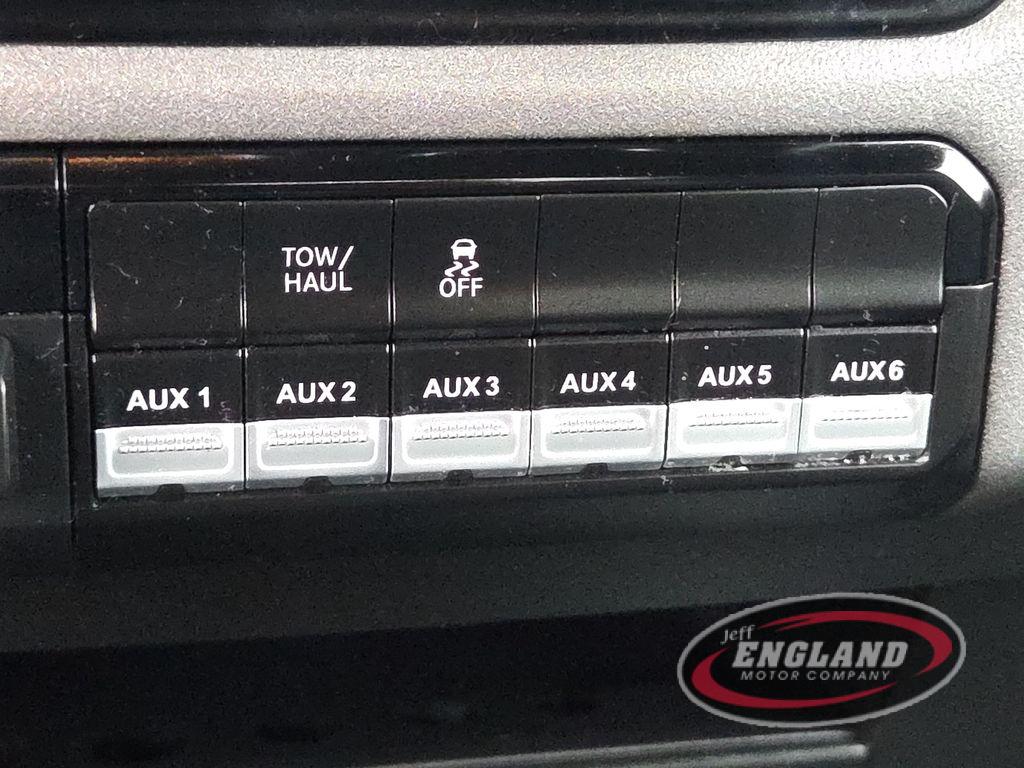 TOW/
HAUL
OFF
AUX 1
AUX 2
AUX 3
AUX 4
AUX 5
AUX 6
Jeff
ENGLAND
MOTOR COMPANY